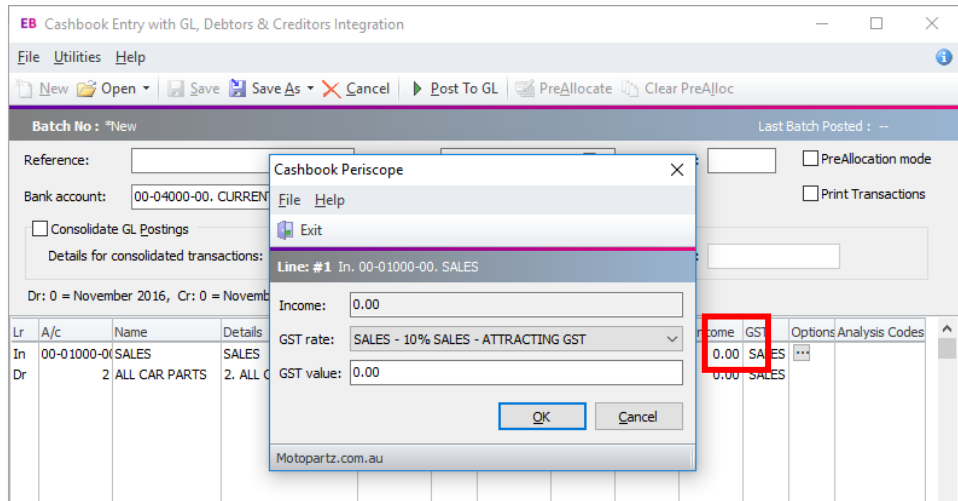 EB Cashbook Entry with GL, Debtors & Creditors Integration
File Utilities Help
New Open Save Save As Cancel Post To GL PreAllocate Clear PreAlloc
Batch No : *New Last Batch Posted : --
Reference: PreAllocation mode
Bank account: 00-04000-00. CURREN Print Transactions
Consolidate GL Postings
Details for consolidated transactions:
Dr: 0 = November 2016, Cr: 0 = Novemb
Lr A/c Name Details Income GST Options Analysis Codes
In 00-01000-00 SALES SALES 0.00 SALES ...
Dr 2 ALL CAR PARTS 2. ALL C 0.00 SALES
Cashbook Periscope
File Help
Exit
Line: #1 In. 00-01000-00. SALES
Income: 0.00
GST rate: SALES - 10% SALES - ATTRACTING GST
GST value: 0.00
OK Cancel
Motopartz.com.au